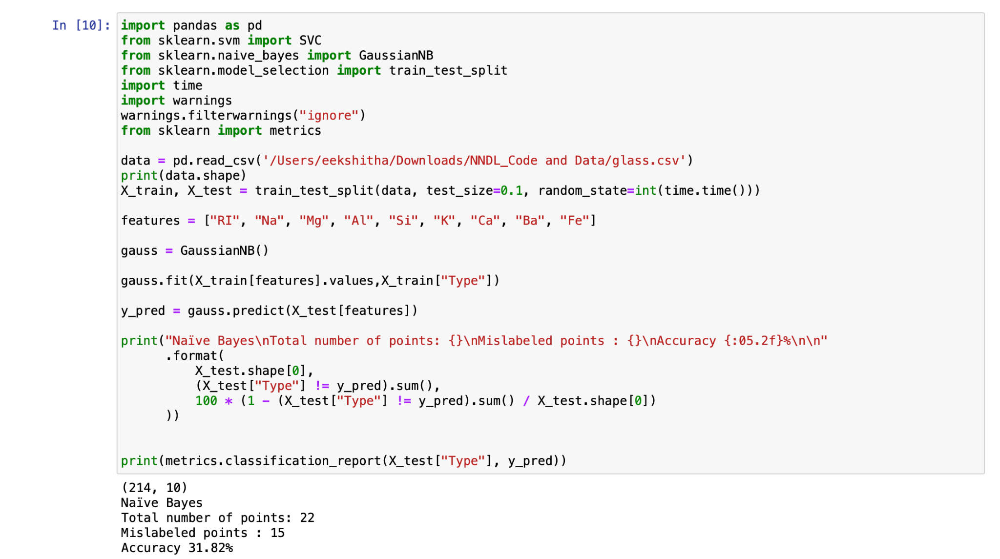 In [10]: import pandas as pd
from sklearn.svm import SVC
from sklearn.naive_bayes import GaussianNB
from sklearn.model_selection import train_test_split
import time
import warnings
warnings.filterwarnings("ignore")
from sklearn import metrics

data = pd.read_csv('/Users/eekshitha/Downloads/NNDL_Code and Data/glass.csv')
print(data.shape)
X_train, X_test = train_test_split(data, test_size=0.1, random_state=int(time.time()))

features = ["RI", "Na", "Mg", "Al", "Si", "K", "Ca", "Ba", "Fe"]

gauss = GaussianNB()

gauss.fit(X_train[features].values,X_train["Type"])

y_pred = gauss.predict(X_test[features])

print("Naïve Bayes\nTotal number of points: {}\nMislabeled points : {}\nAccuracy {:05.2f}%\n\n"
      .format(
          X_test.shape[0],
          (X_test["Type"] != y_pred).sum(),
          100 * (1 - (X_test["Type"] != y_pred).sum() / X_test.shape[0])
      ))

print(metrics.classification_report(X_test["Type"], y_pred))
(214, 10)
Naïve Bayes
Total number of points: 22
Mislabeled points : 15
Accuracy 31.82%